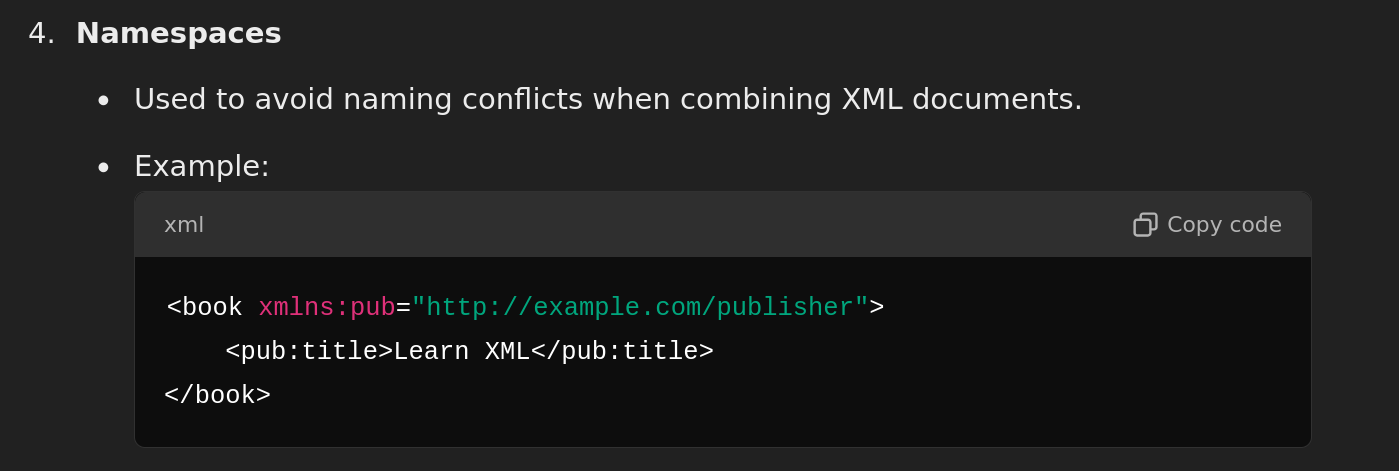 4. Namespaces
• Used to avoid naming conflicts when combining XML documents.
• Example:
xml Copy code
<book xmlns:pub="http://example.com/publisher">
    <pub:title>Learn XML</pub:title>
</book>